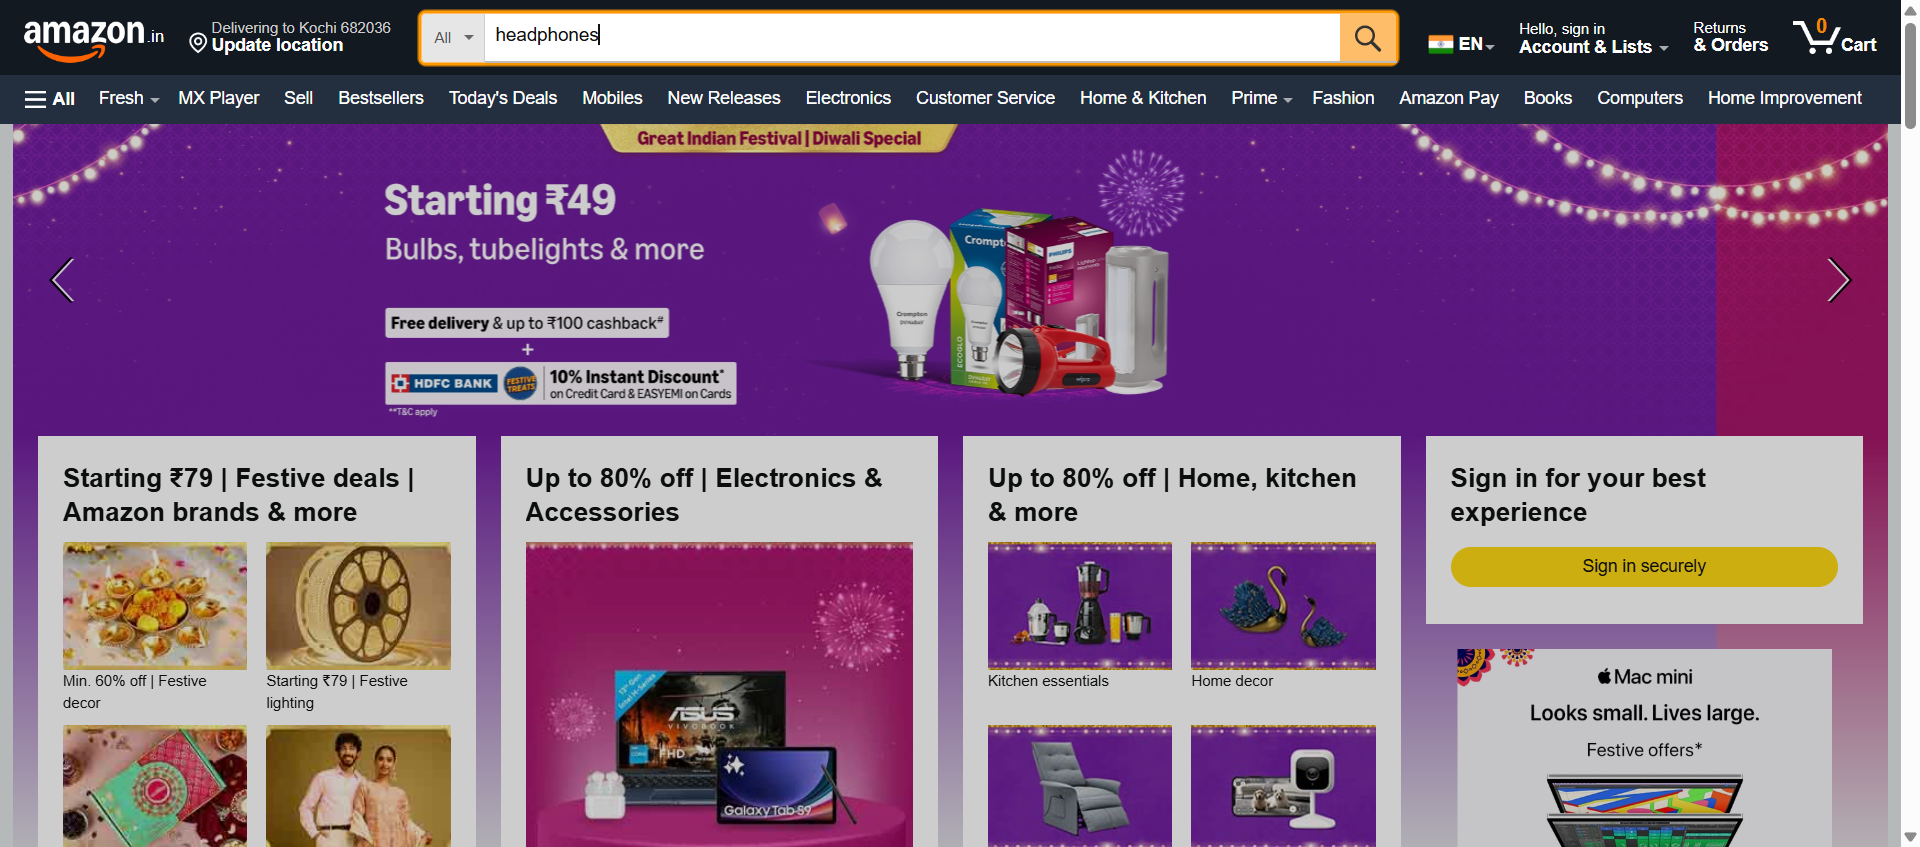 amazon.in
Delivering to Kochi 682036
Update location
All
headphones
EN
Hello, sign in
Account & Lists
Returns
& Orders
0
Cart
All
Fresh
MX Player
Sell
Bestsellers
Today's Deals
Mobiles
New Releases
Electronics
Customer Service
Home & Kitchen
Prime
Fashion
Amazon Pay
Books
Computers
Home Improvement
Great Indian Festival | Diwali Special
Starting ₹49
Bulbs, tubelights & more
Free delivery & up to ₹100 cashback#
+
HDFC BANK
FESTIVE TREATS
10% Instant Discount*
on Credit Card & EASYEMI on Cards
**T&C apply
Crompton
Crompt
PHILIPS
ECOGLO
wipro
Starting ₹79 | Festive deals |
Amazon brands & more
Min. 60% off | Festive
decor
Starting ₹79 | Festive
lighting
Up to 80% off | Electronics &
Accessories
13th Gen
Intel H-Series
ASUS
VIVOBOOK
FHD
Galaxy Tab S9
Up to 80% off | Home, kitchen
& more
Kitchen essentials
Home decor
Sign in for your best
experience
Sign in securely
Mac mini
Looks small. Lives large.
Festive offers*